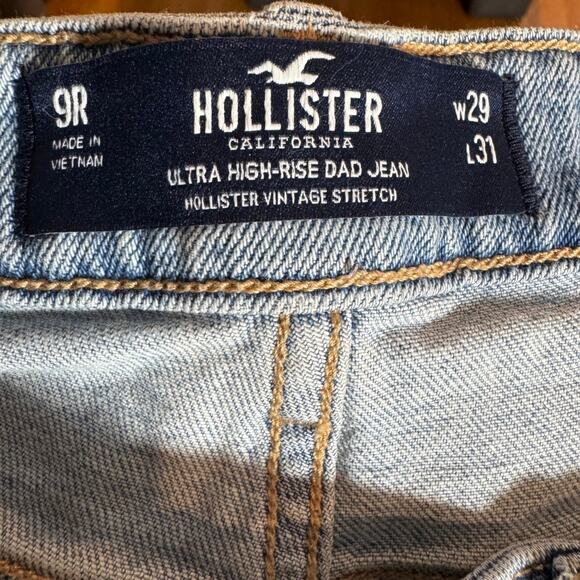 9R
MADE IN
VIETNAM
HOLLISTER
CALIFORNIA
ULTRA HIGH-RISE DAD JEAN
HOLLISTER VINTAGE STRETCH
W29
L31